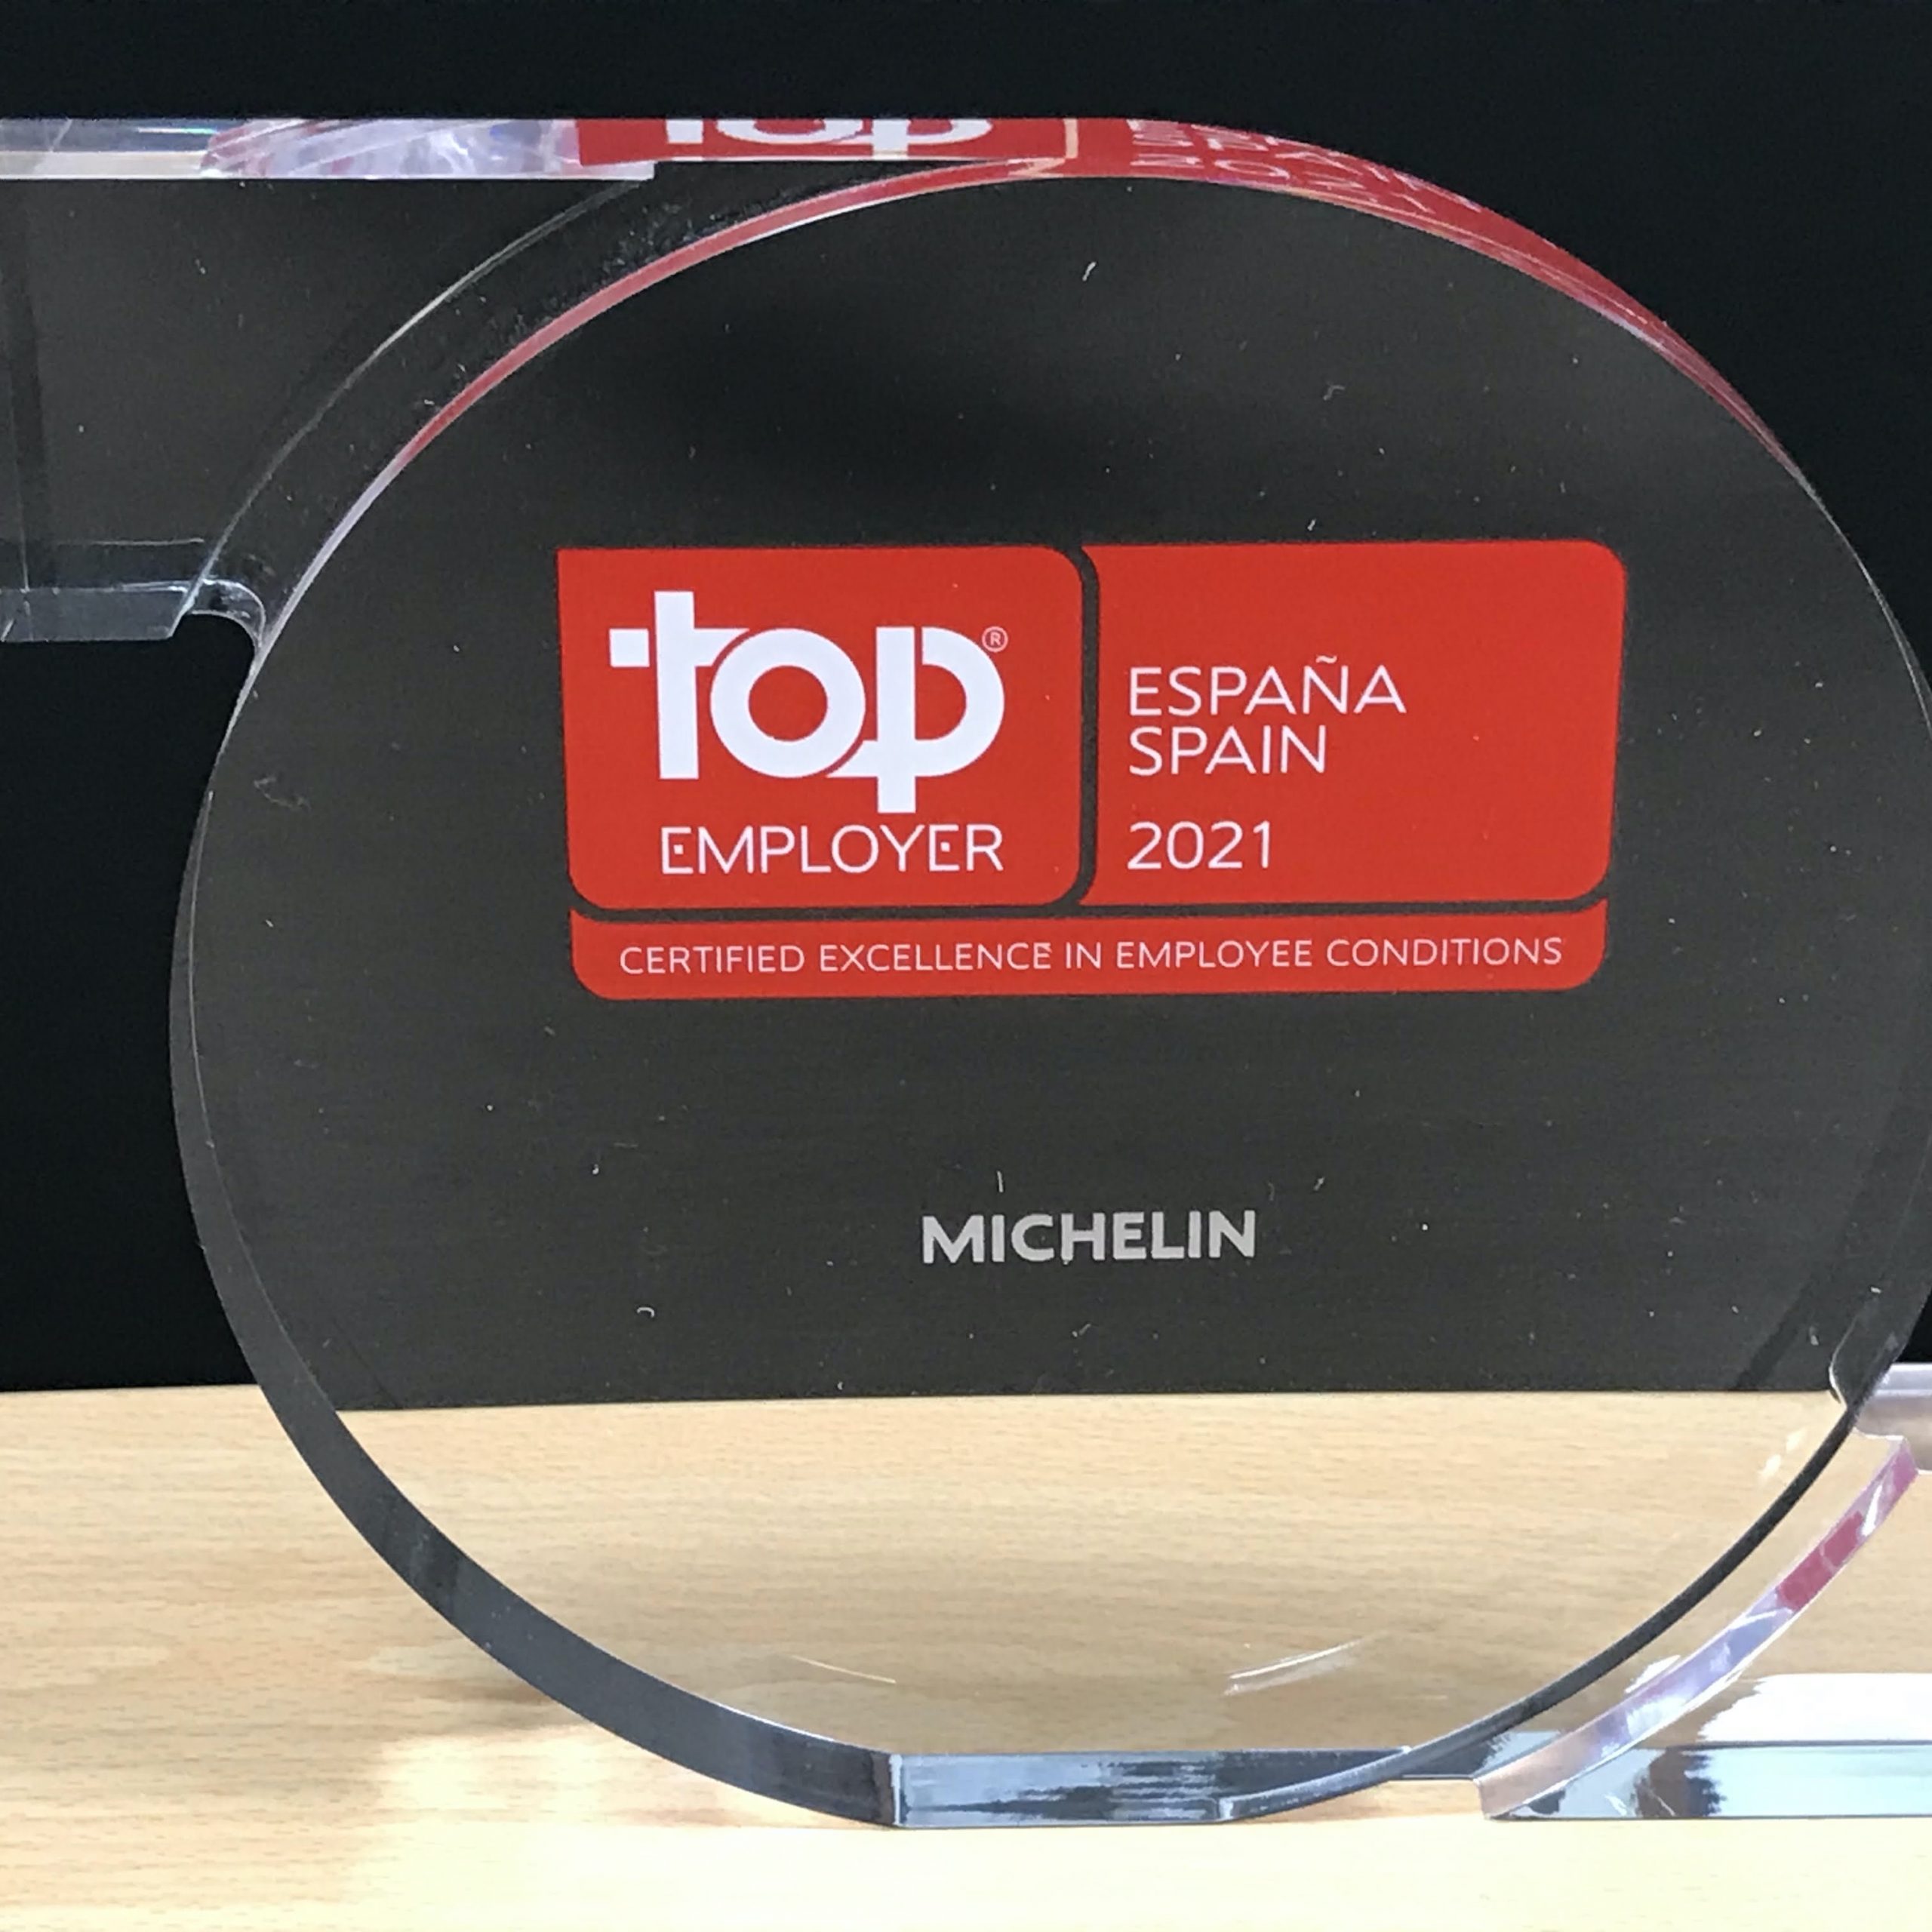 top®
EMPLOYER
ESPAÑA
SPAIN
2021
CERTIFIED EXCELLENCE IN EMPLOYEE CONDITIONS
MICHELIN